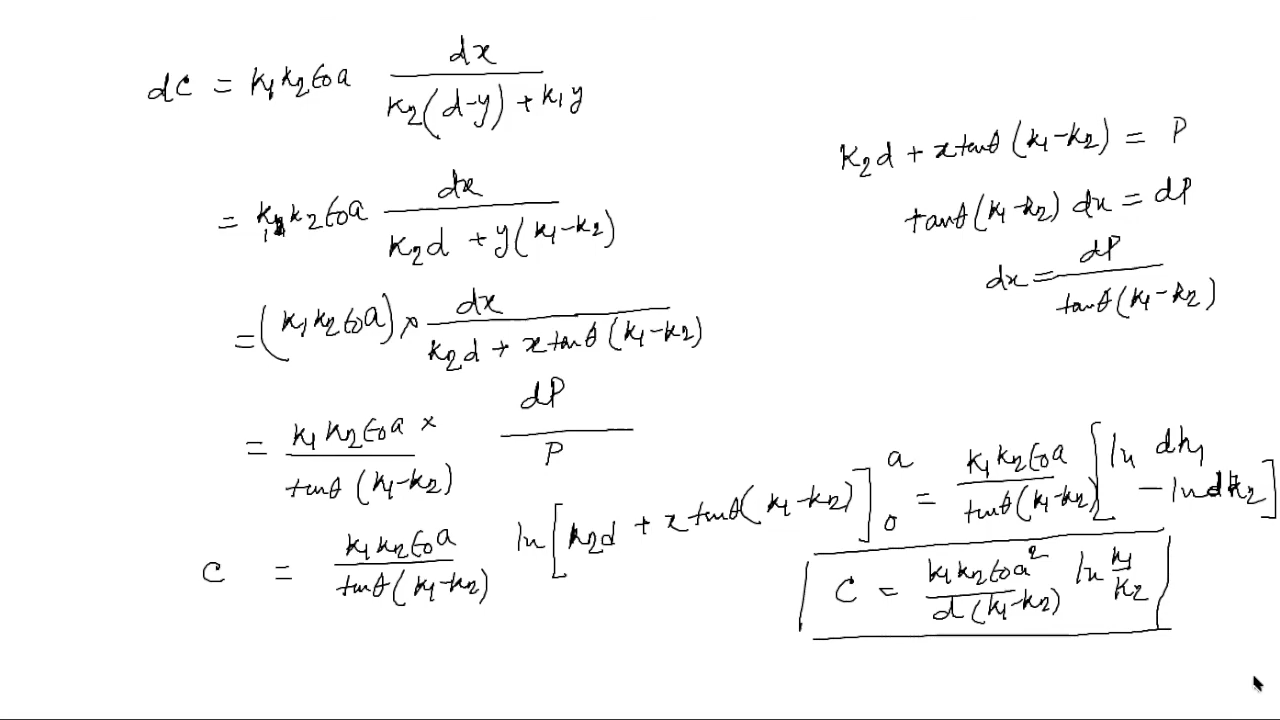 dC = k₁k₂ϵ₀a dx / (k₂(d-y) + k₁y)
= k₁k₂ϵ₀a dx / (k₂d + y(k₁-k₂))
= (k₁k₂ϵ₀a) × dx / (k₂d + x tanθ (k₁-k₂))
= k₁k₂ϵ₀a / (tanθ (k₁-k₂)) × dP / P
C = k₁k₂ϵ₀a / (tanθ (k₁-k₂)) ln [k₂d + x tanθ (k₁-k₂)]₀ᵃ = k₁k₂ϵ₀a / (tanθ (k₁-k₂)) [ln dk₁ - ln dk₂]
k₂d + x tanθ (k₁-k₂) = P
tanθ (k₁-k₂) dx = dP
dx = dP / (tanθ (k₁-k₂))
C = k₁k₂ϵ₀a² / (d (k₁-k₂)) ln k₁/k₂